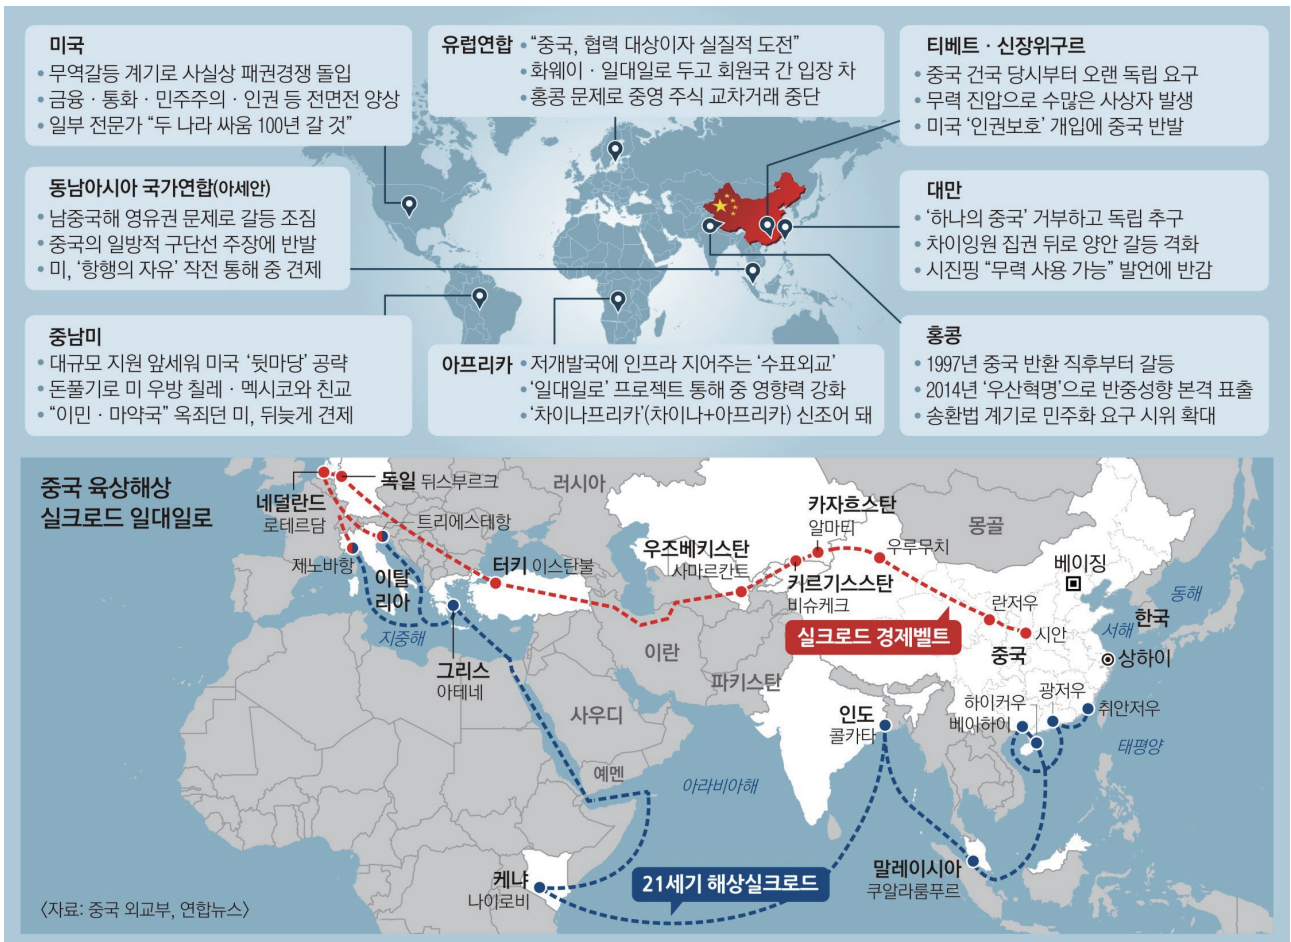 미국
• 무역갈등 계기로 사실상 패권경쟁 돌입
• 금융 · 통화 · 민주주의 · 인권 등 전면전 양상
• 일부 전문가 “두 나라 싸움 100년 갈 것”
유럽연합 • “중국, 협력 대상이자 실질적 도전”
• 화웨이 · 일대일로 두고 회원국 간 입장 차
• 홍콩 문제로 중영 주식 교차거래 중단
티베트 · 신장위구르
• 중국 건국 당시부터 오랜 독립 요구
• 무력 진압으로 수많은 사상자 발생
• 미국 ‘인권보호’ 개입에 중국 반발
동남아시아 국가연합(아세안)
• 남중국해 영유권 문제로 갈등 조짐
• 중국의 일방적 구단선 주장에 반발
• 미, ‘항행의 자유’ 작전 통해 중 견제
대만
• ‘하나의 중국’ 거부하고 독립 추구
• 차이잉원 집권 뒤로 양안 갈등 격화
• 시진핑 “무력 사용 가능” 발언에 반감
중남미
• 대규모 지원 앞세워 미국 ‘뒷마당’ 공략
• 돈풀기로 미 우방 칠레 · 멕시코와 친교
• “이민 · 마약국” 옥죄던 미, 뒤늦게 견제
아프리카 • 저개발국에 인프라 지어주는 ‘수표외교’
• ‘일대일로’ 프로젝트 통해 중 영향력 강화
• ‘차이나프리카’(차이나+아프리카) 신조어 돼
홍콩
• 1997년 중국 반환 직후부터 갈등
• 2014년 ‘우산혁명’으로 반중성향 본격 표출
• 송환법 계기로 민주화 요구 시위 확대
중국 육상해상
실크로드 일대일로
네덜란드
로테르담
독일 뒤스부르크
러시아
트리에스테항
제노바항
이탈
리아
지중해
터키 이스탄불
그리스
아테네
우즈베키스탄
사마르칸트
카자흐스탄
알마티
키르기스스탄
비슈케크
우루무치
몽골
베이징
란저우
시안
중국
서해
한국
동해
상하이
실크로드 경제벨트
이란
파키스탄
사우디
예멘
아라비아해
인도
콜카타
하이커우
베이하이
광저우
취안저우
태평양
말레이시아
쿠알라룸푸르
21세기 해상실크로드
케냐
나이로비
〈자료: 중국 외교부, 연합뉴스〉